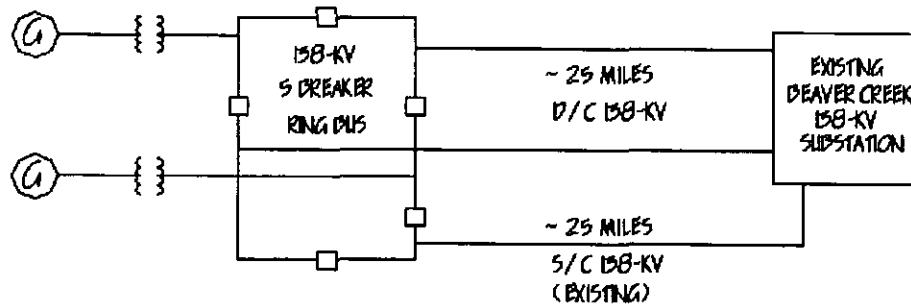 G
138-KV
5 BREAKER
RING BUS
~ 25 MILES
D/C 138-KV
EXISTING
BEAVER CREEK
138-KV
SUBSTATION
G
~ 25 MILES
S/C 138-KV
(EXISTING)